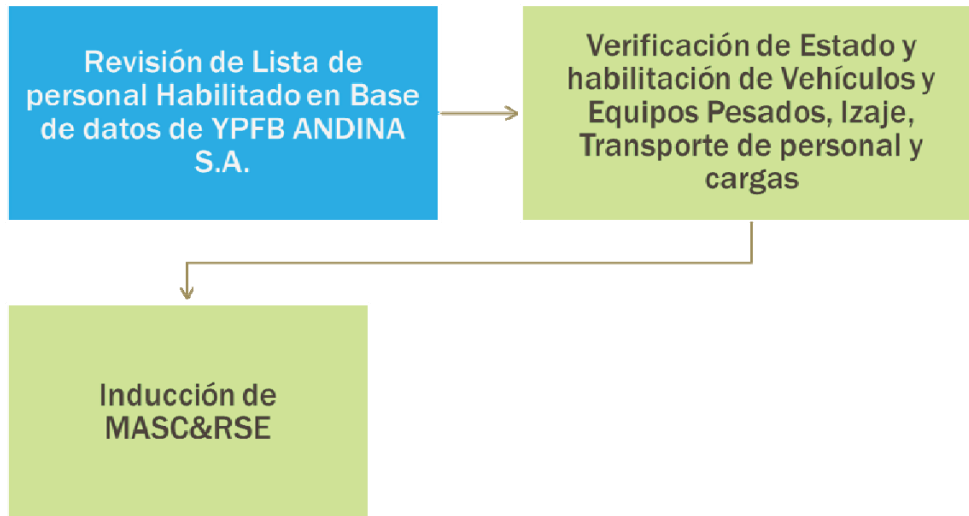 Revisión de Lista de
personal Habilitado en Base
de datos de YPFB ANDINA
S.A.
Verificación de Estado y
habilitación de Vehículos y
Equipos Pesados, Izaje,
Transporte de personal y
cargas
Inducción de
MASC&RSE